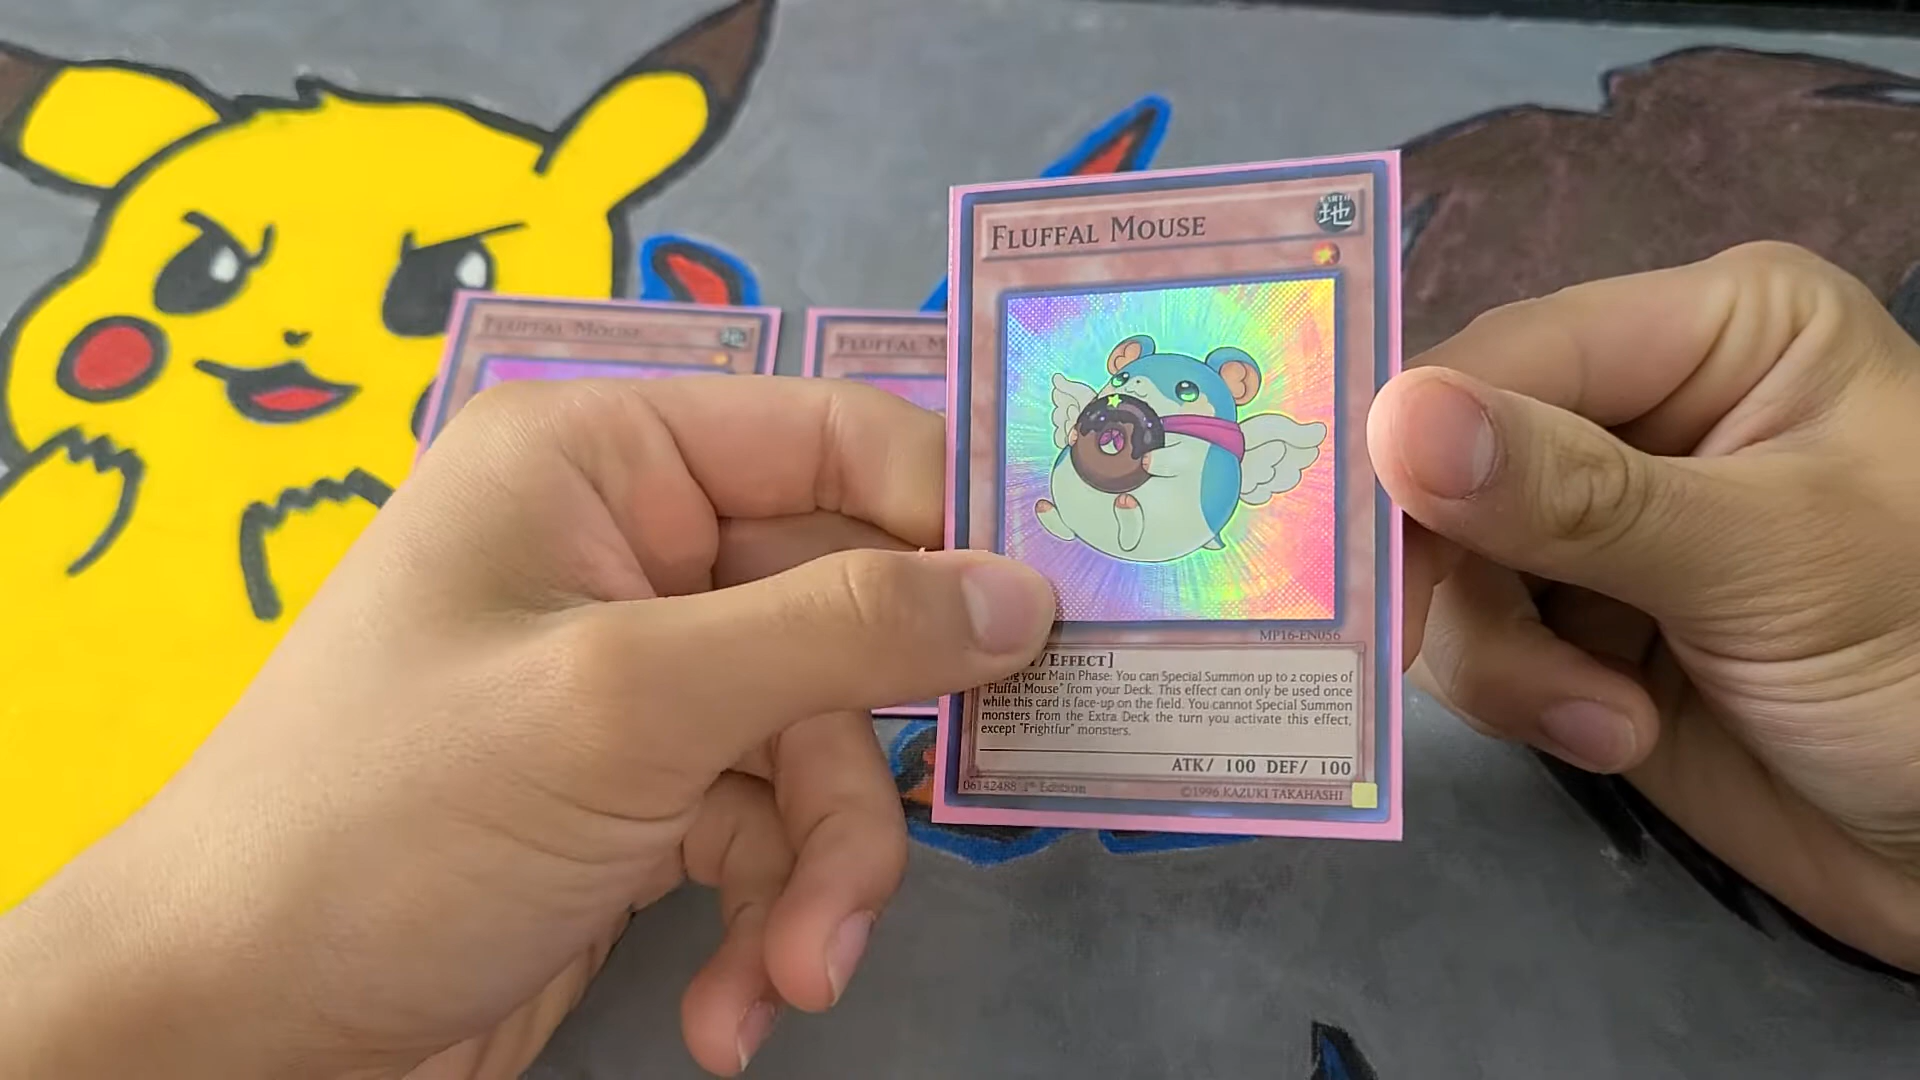 FLUFFAL MOUSE
EARTH
地
FLUFFAL MOUSE
FLUFFAL M
MP16-EN056
/EFFECT]
your Main Phase: You can Special Summon up to 2 copies of
"Fluffal Mouse" from your Deck. This effect can only be used once
while this card is face-up on the field. You cannot Special Summon
monsters from the Extra Deck the turn you activate this effect,
except "Frightfur" monsters.
ATK/ 100 DEF/ 100
06142488 1st Edition
©1996 KAZUKI TAKAHASHI